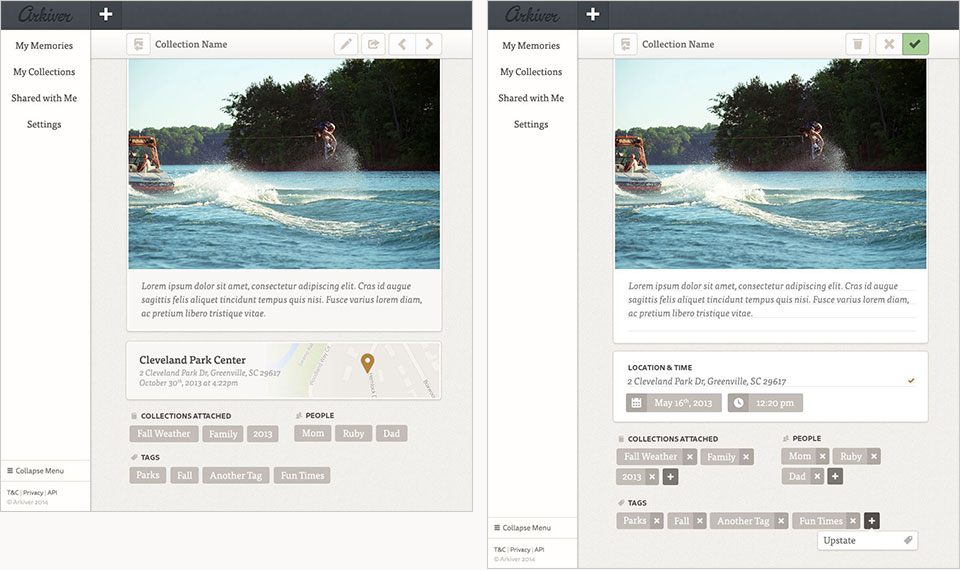 Arkiver
My Memories
My Collections
Shared with Me
Settings
Collection Name
Lorem ipsum dolor sit amet, consectetur adipiscing elit. Cras id augue
sagittis felis aliquet tincidunt tempus quis nisi. Fusce varius lorem diam,
ac pretium libero tristique vitae.
Cleveland Park Center
2 Cleveland Park Dr, Greenville, SC 29617
October 30th, 2013 at 4:22pm
COLLECTIONS ATTACHED
Fall Weather Family 2013
PEOPLE
Mom Ruby Dad
TAGS
Parks Fall Another Tag Fun Times
Collapse Menu
T&C | Privacy | API
© Arkiver 2014
Arkiver
My Memories
My Collections
Shared with Me
Settings
Collection Name
Lorem ipsum dolor sit amet, consectetur adipiscing elit. Cras id augue
sagittis felis aliquet tincidunt tempus quis nisi. Fusce varius lorem diam,
ac pretium libero tristique vitae.
LOCATION & TIME
2 Cleveland Park Dr, Greenville, SC 29617
May 16th, 2013 12:20 pm
COLLECTIONS ATTACHED
Fall Weather Family
2013
PEOPLE
Mom Ruby
Dad
TAGS
Parks Fall Another Tag Fun Times
Upstate
Collapse Menu
T&C | Privacy | API
© Arkiver 2014